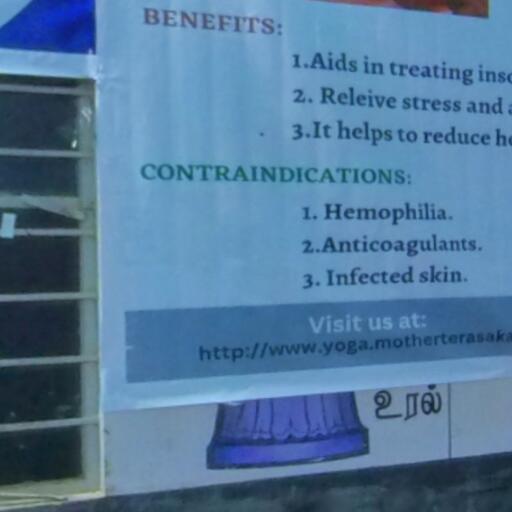 BENEFITS:
1.Aids in treating
2. Releive stress and
3.It helps to reduce
CONTRAINDICATIONS:
1. Hemophilia.
2.Anticoagulants.
3. Infected skin.
Visit us at:
http://www.yoga.motherterasaka
உரல்